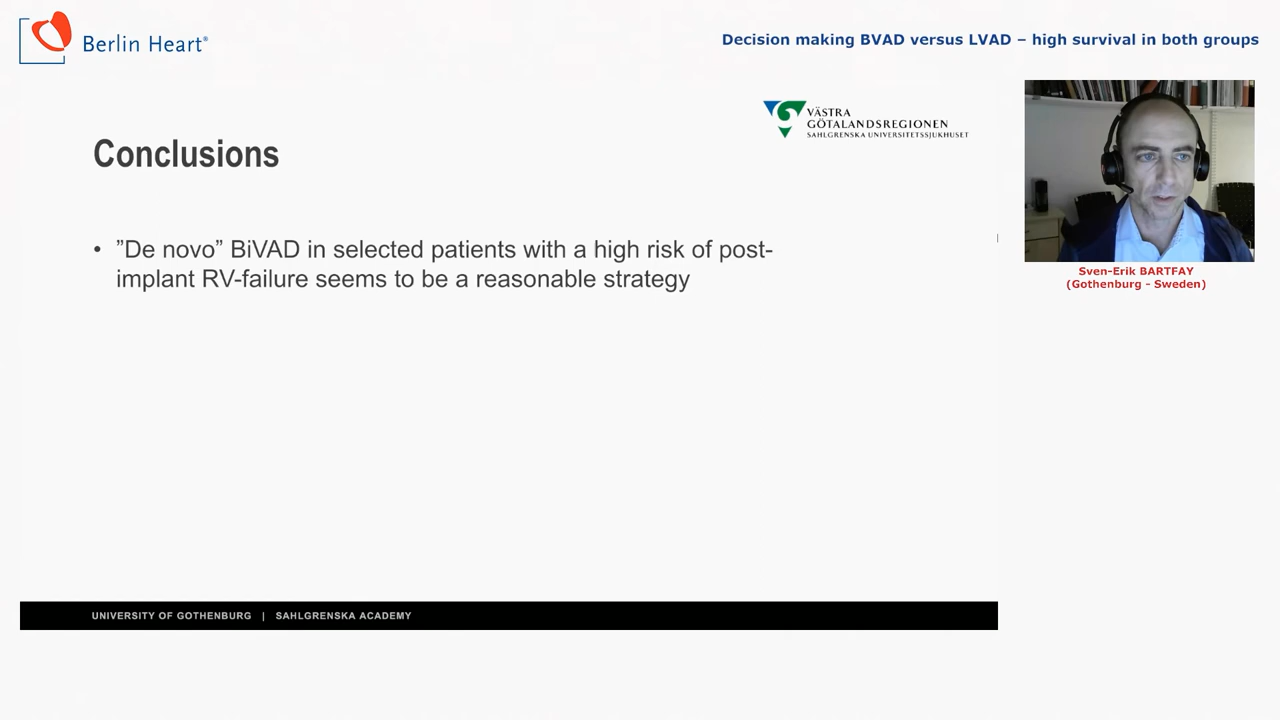 Berlin Heart®
Decision making BVAD versus LVAD – high survival in both groups
VÄSTRA
GÖTALANDSREGIONEN
SAHLGRENSKA UNIVERSITETSSJUKHUSET
Conclusions
• ”De novo” BiVAD in selected patients with a high risk of post-
implant RV-failure seems to be a reasonable strategy
Sven-Erik BARTFAY
(Gothenburg - Sweden)
UNIVERSITY OF GOTHENBURG | SAHLGRENSKA ACADEMY